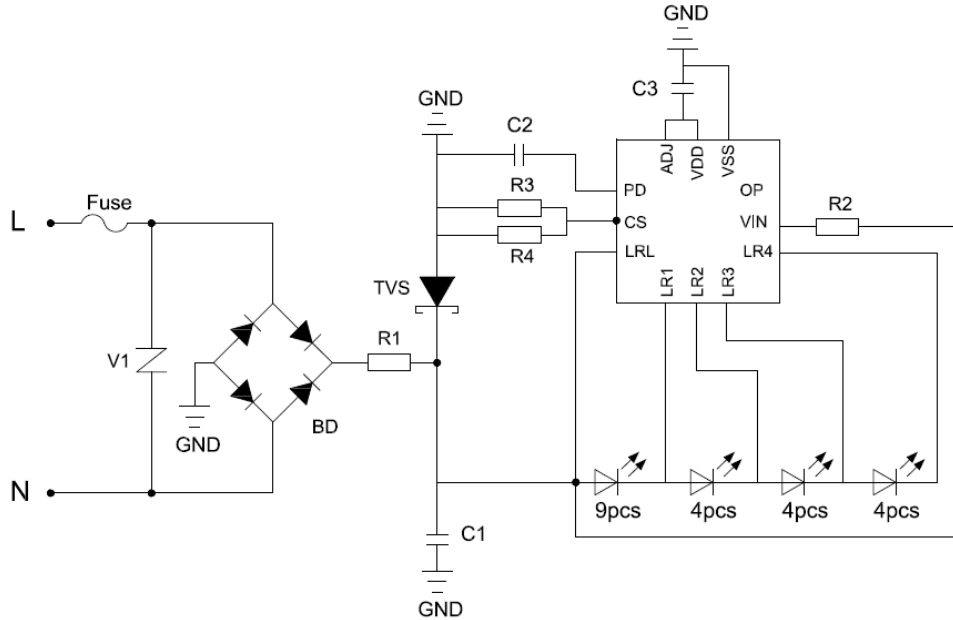 GND
C3
GND
C2
ADJ
VDD
VSS
PD
OP
Fuse
R3
L
CS
VIN
R2
R4
LRL
LR4
TVS
LR1
LR2
LR3
R1
V1
GND
BD
N
9pcs
4pcs
4pcs
4pcs
C1
GND